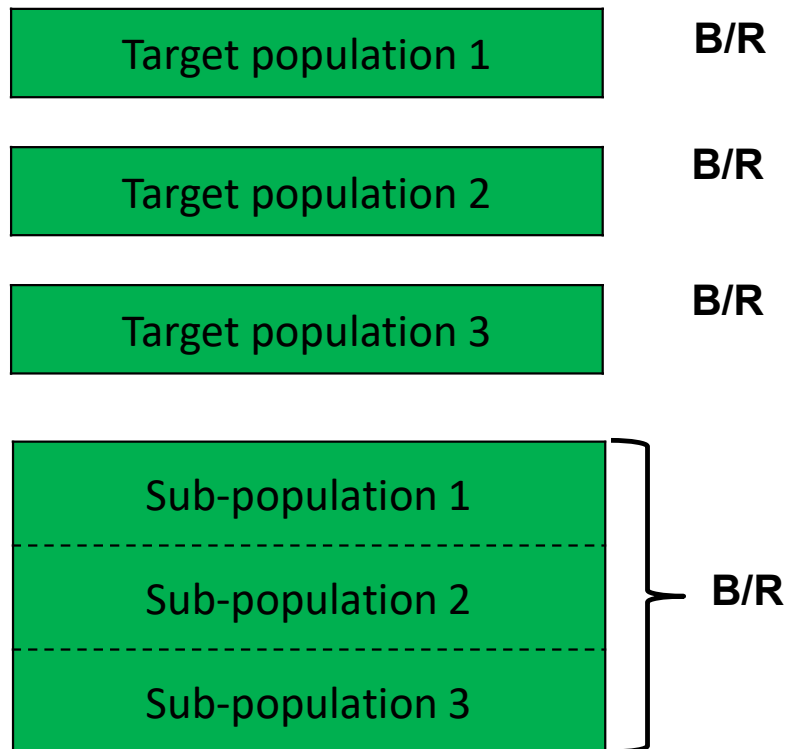 Target population 1
B/R
Target population 2
B/R
Target population 3
B/R
Sub-population 1
Sub-population 2
B/R
Sub-population 3